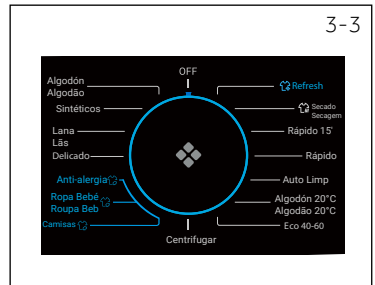 3-3
OFF
Algodón
Algodão
Sintéticos
Lana
Lãs
Delicado
Anti-alergia
Ropa Bebé
Roupa Beb
Camisas
Centrifugar
Refresh
Secado
Secagem
Rápido 15'
Rápido
Auto Limp
Algodón 20°C
Algodão 20°C
Eco 40-60